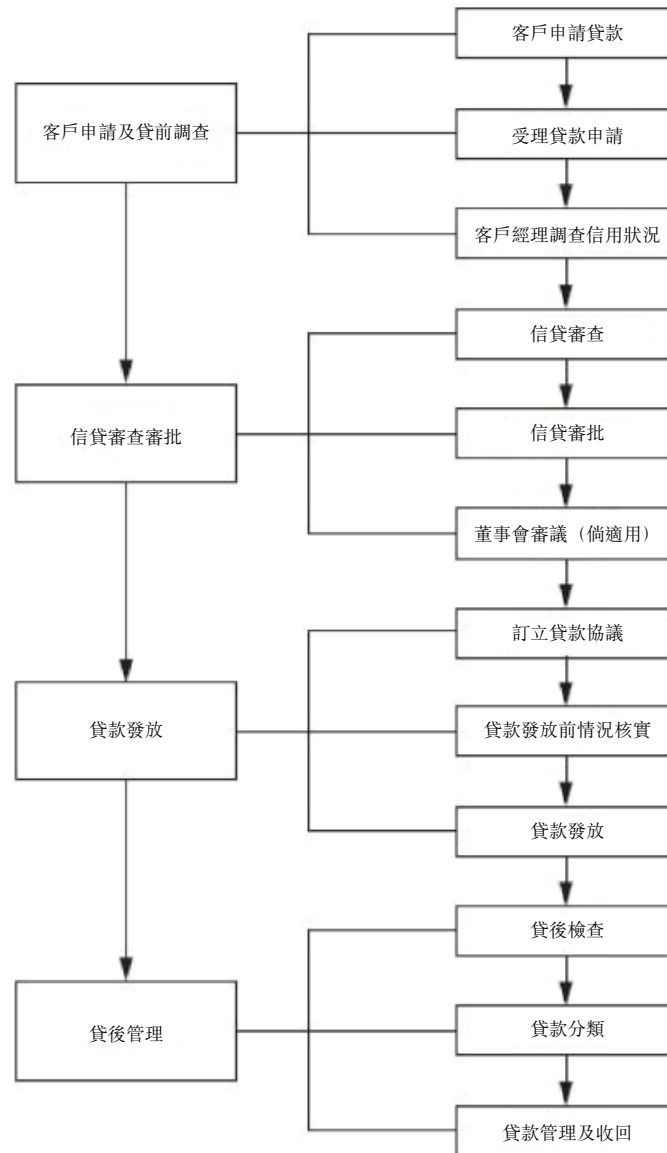 客戶申請及貸前調查
客戶申請貸款
受理貸款申請
客戶經理調查信用狀況
信貸審查審批
信貸審查
信貸審批
董事會審議（倘適用）
貸款發放
訂立貸款協議
貸款發放前情況核實
貸款發放
貸後管理
貸後檢查
貸款分類
貸款管理及收回